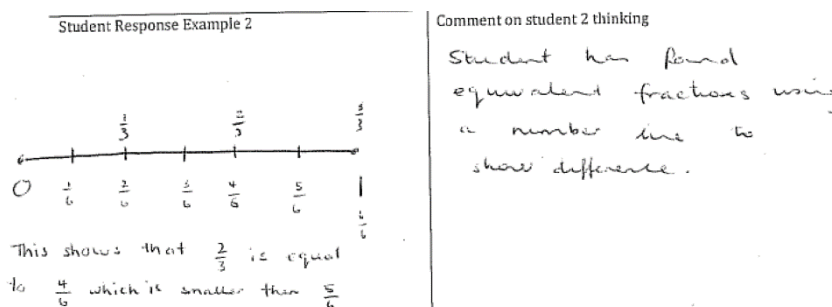 Student Response Example 2
1/3 2/3 3/3
0 1/6 2/6 3/6 4/6 5/6 1
6/6
This shows that 2/3 is equal
to 4/6 which is smaller than 5/6
Comment on student 2 thinking
Student has found
equivalent fractions using
a number line to
show difference.